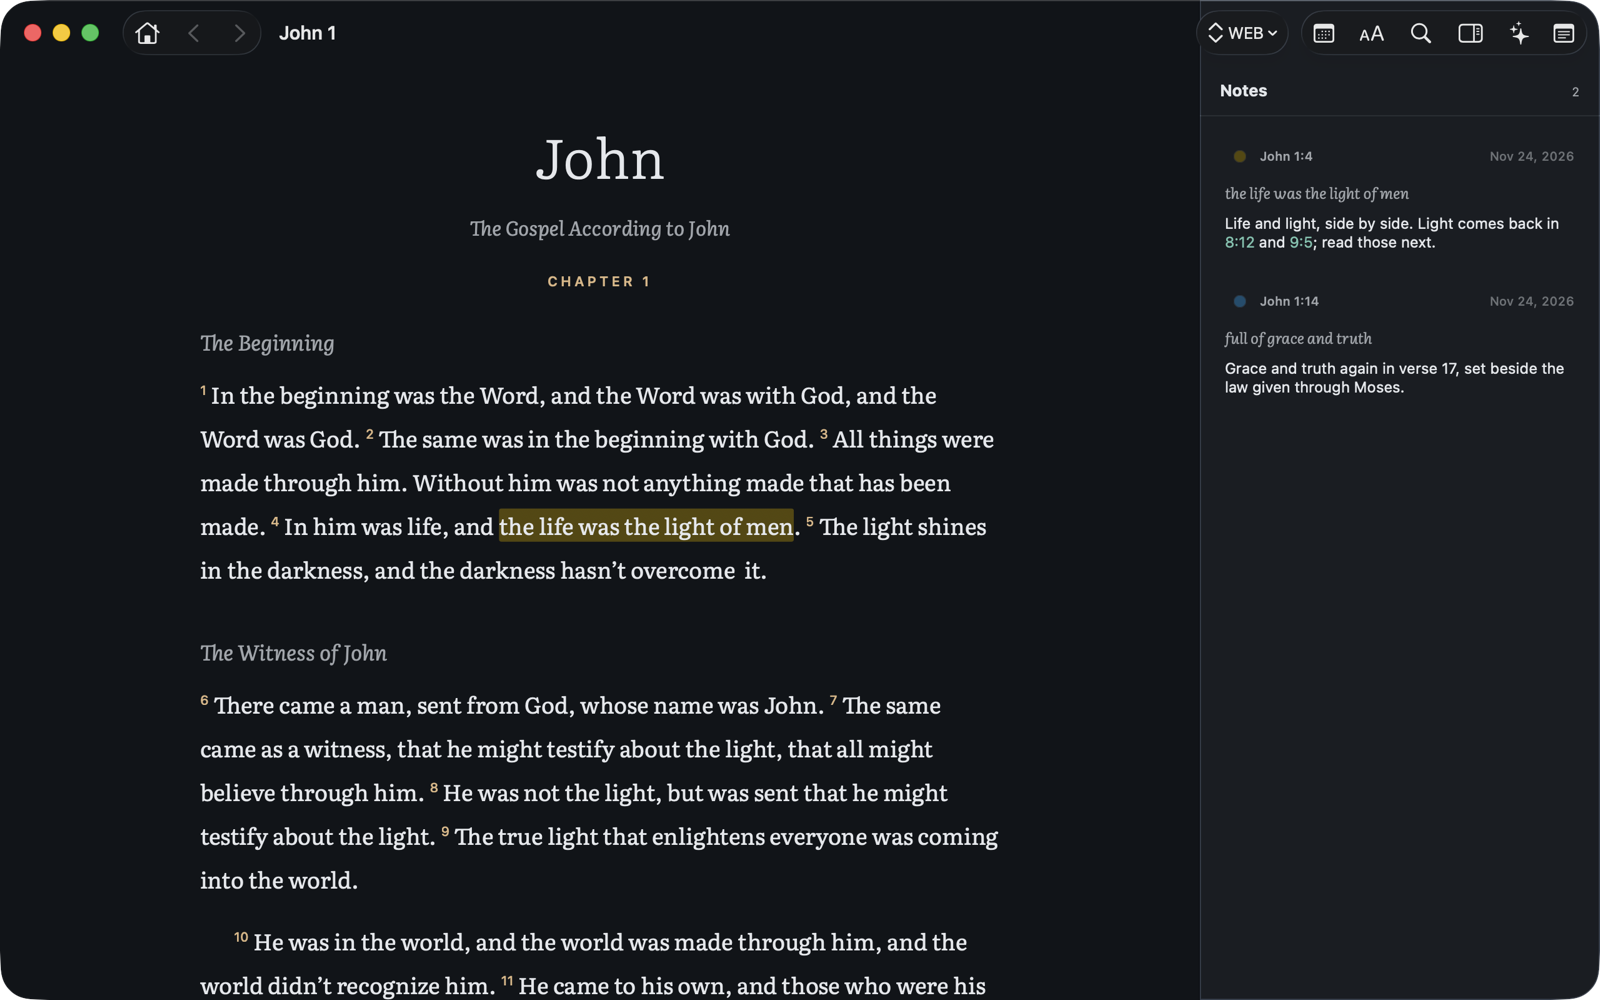 John 1
WEB
AA
John
The Gospel According to John
CHAPTER 1
The Beginning
1 In the beginning was the Word, and the Word was with God, and the
Word was God. 2 The same was in the beginning with God. 3 All things were
made through him. Without him was not anything made that has been
made. 4 In him was life, and the life was the light of men. 5 The light shines
in the darkness, and the darkness hasn’t overcome it.
The Witness of John
6 There came a man, sent from God, whose name was John. 7 The same
came as a witness, that he might testify about the light, that all might
believe through him. 8 He was not the light, but was sent that he might
testify about the light. 9 The true light that enlightens everyone was coming
into the world.
10 He was in the world, and the world was made through him, and the
world didn’t recognize him. 11 He came to his own, and those who were his
Notes
2
John 1:4
Nov 24, 2026
the life was the light of men
Life and light, side by side. Light comes back in
8:12 and 9:5; read those next.
John 1:14
Nov 24, 2026
full of grace and truth
Grace and truth again in verse 17, set beside the
law given through Moses.